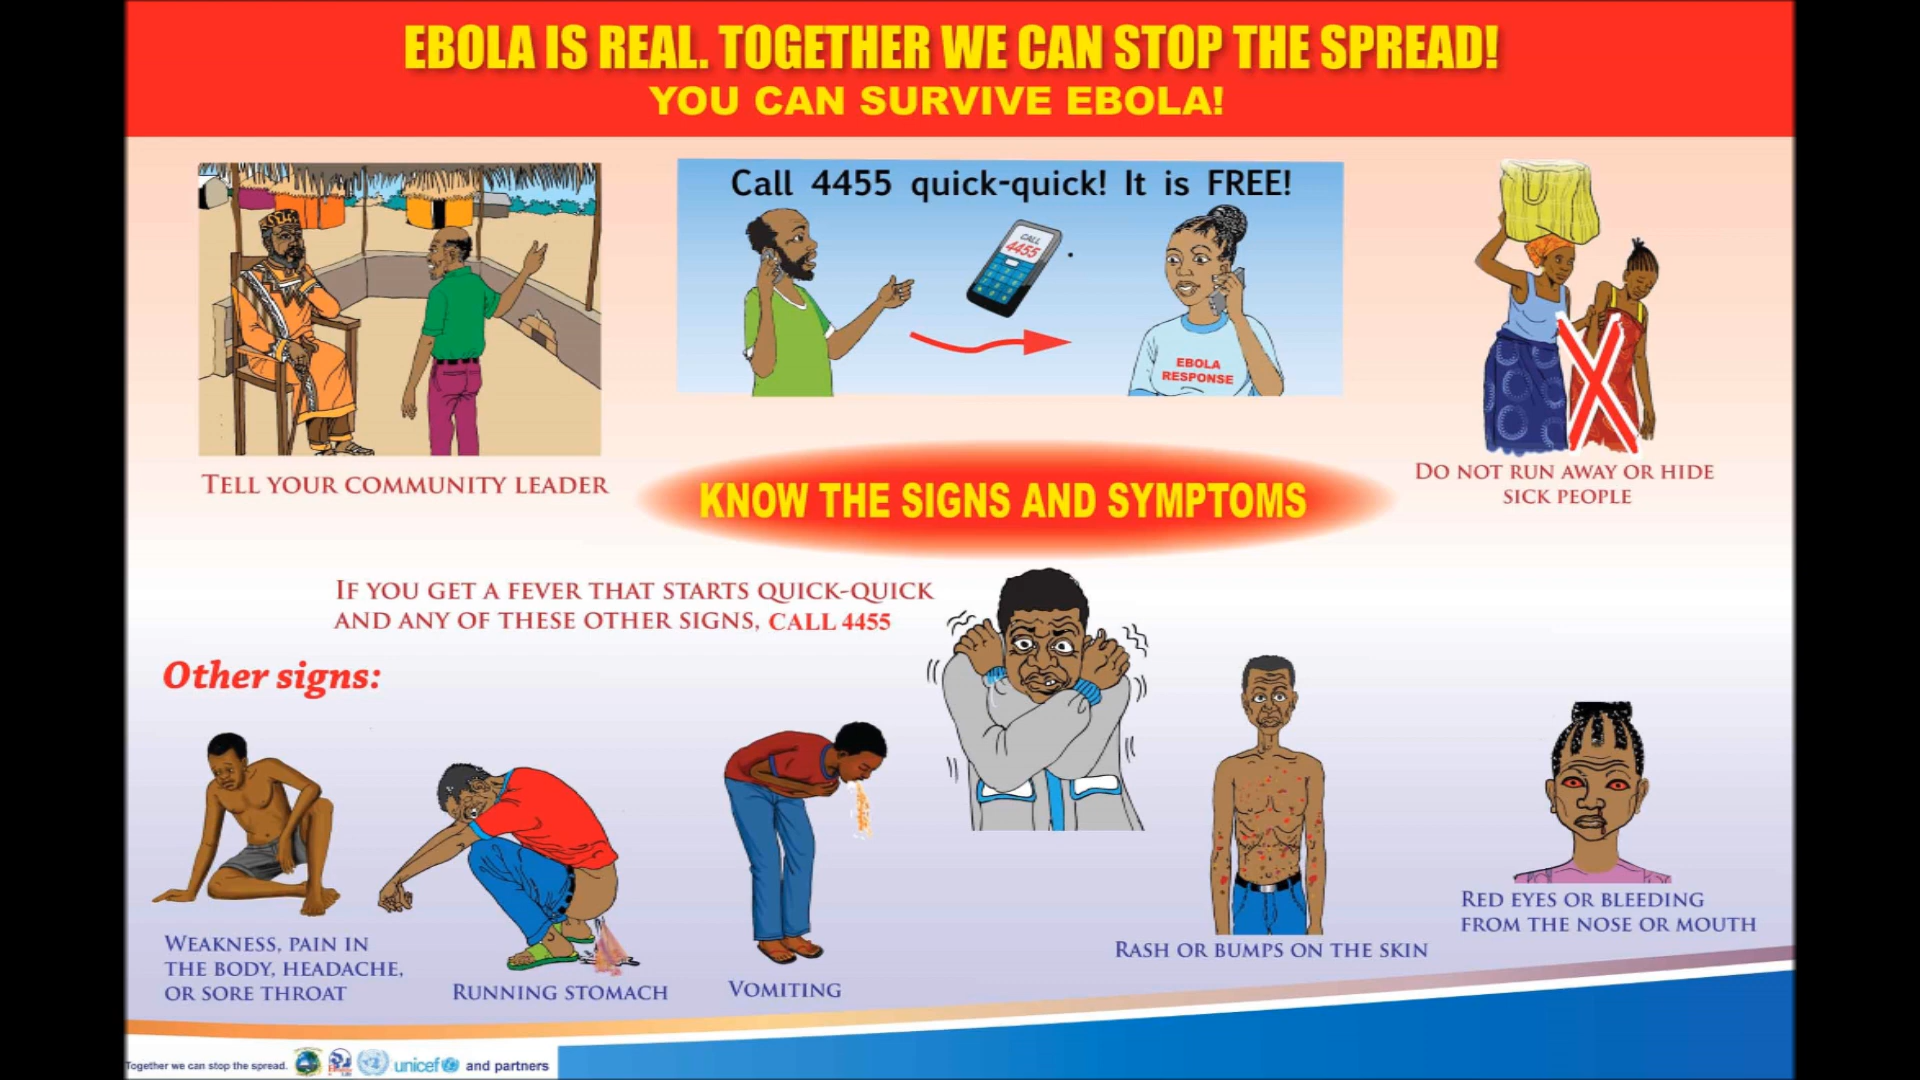 EBOLA IS REAL. TOGETHER WE CAN STOP THE SPREAD!
YOU CAN SURVIVE EBOLA!
Call 4455 quick-quick! It is FREE!
CALL
4455
EBOLA
RESPONSE
TELL YOUR COMMUNITY LEADER
DO NOT RUN AWAY OR HIDE
SICK PEOPLE
KNOW THE SIGNS AND SYMPTOMS
IF YOU GET A FEVER THAT STARTS QUICK-QUICK
AND ANY OF THESE OTHER SIGNS, CALL 4455
Other signs:
WEAKNESS, PAIN IN
THE BODY, HEADACHE,
OR SORE THROAT
RUNNING STOMACH
VOMITING
RASH OR BUMPS ON THE SKIN
RED EYES OR BLEEDING
FROM THE NOSE OR MOUTH
Together we can stop the spread.
unicef
and partners